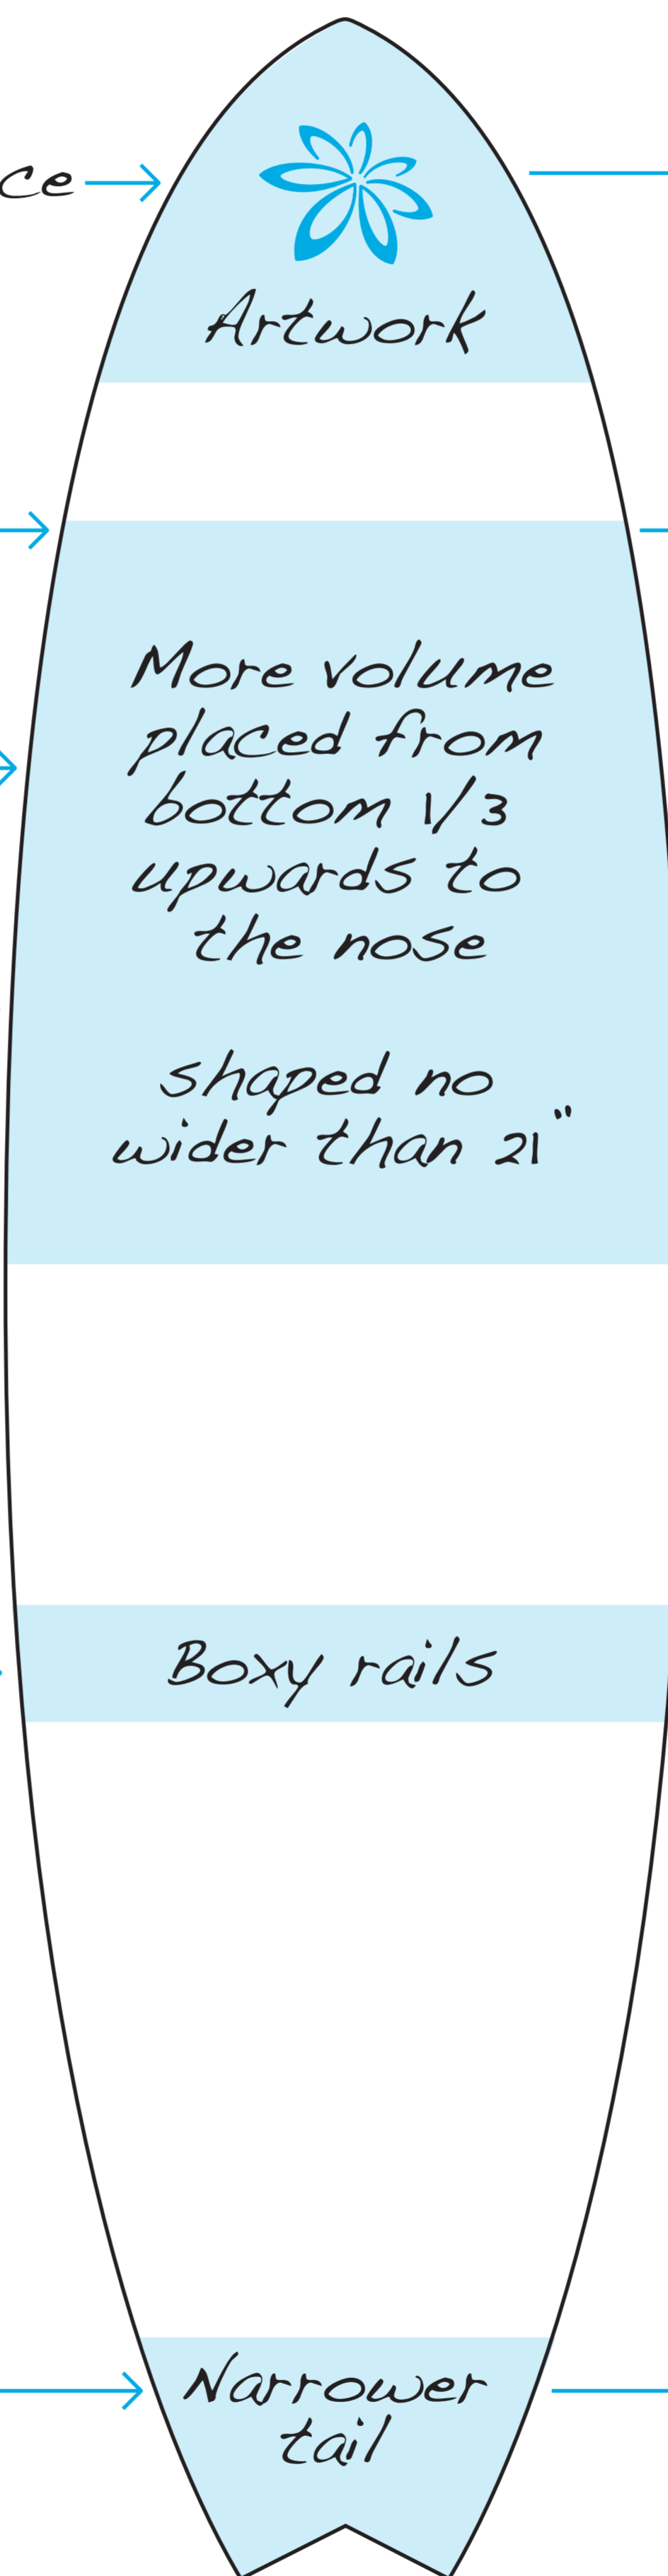 Artwork
More volume
placed from
bottom 1/3
upwards to
the nose
shaped no
wider than 21"
Boxy rails
Narrower
tail